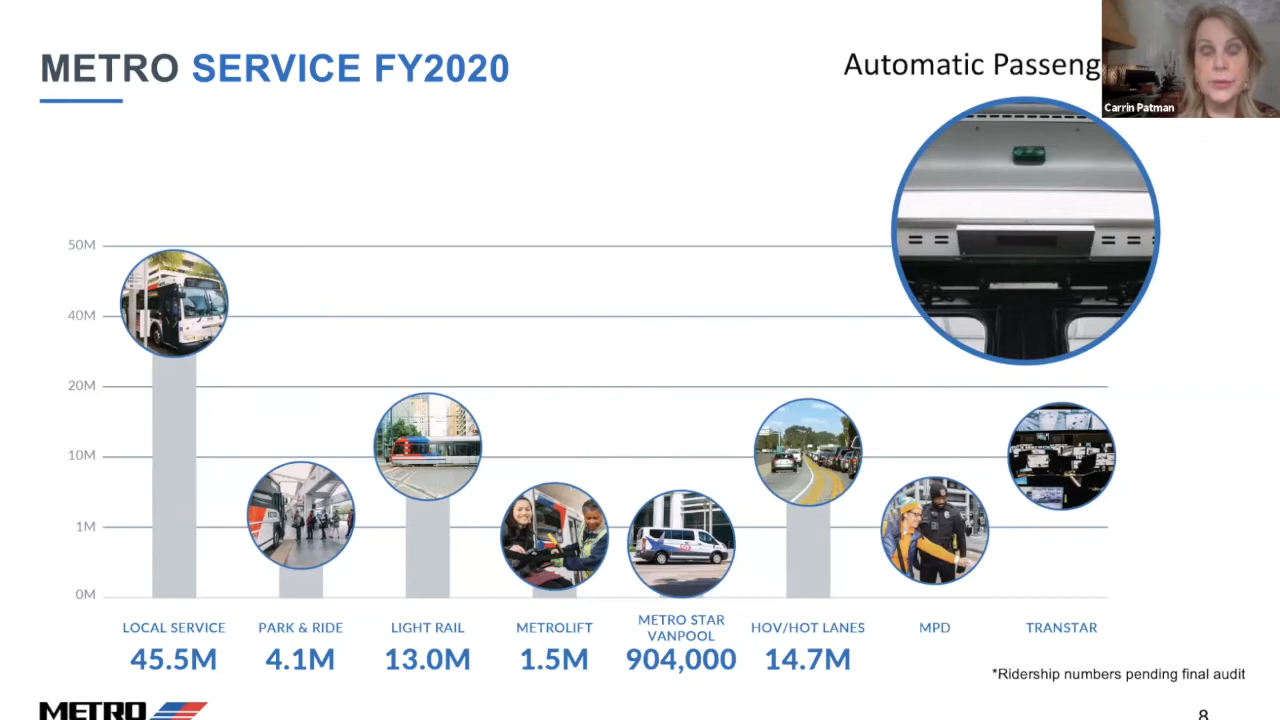 METRO SERVICE FY2020
Automatic Passeng
Carrin Patman
50M
40M
20M
10M
1M
0M
LOCAL SERVICE
45.5M
PARK & RIDE
4.1M
LIGHT RAIL
13.0M
METROLIFT
1.5M
METRO STAR
VANPOOL
904,000
HOV/HOT LANES
14.7M
MPD
TRANSTAR
*Ridership numbers pending final audit
METRO
8